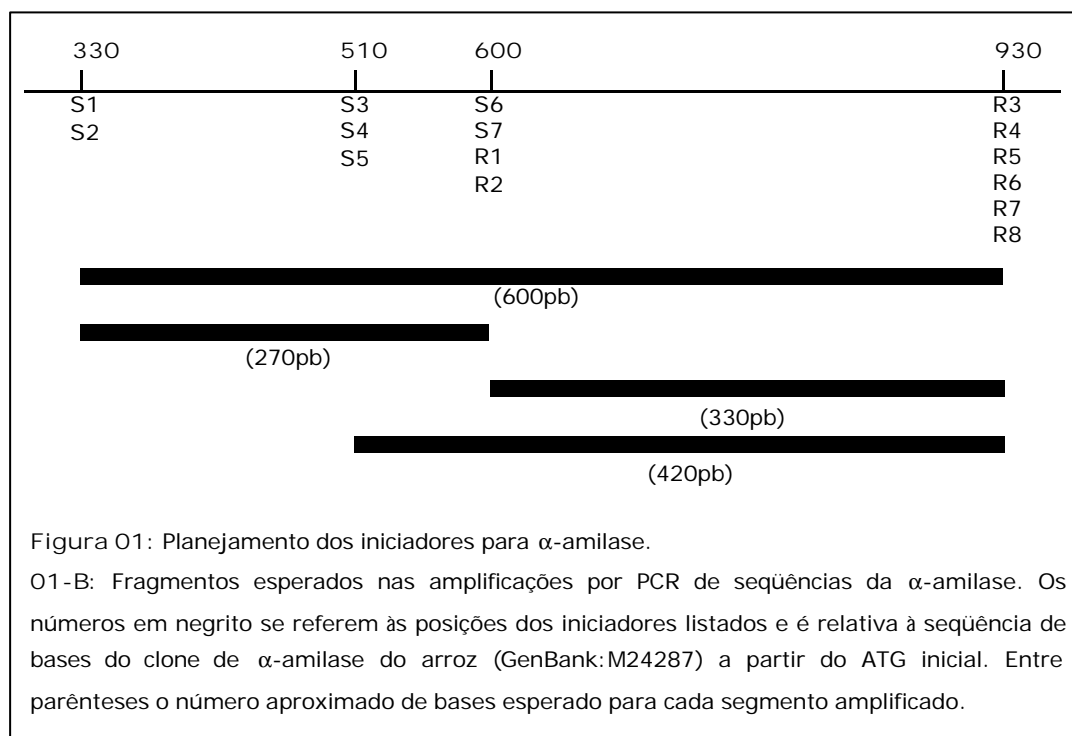 330 510 600 930
S1 S3 S6 R3
S2 S4 S7 R4
S5 R1 R5
R2 R6
R7
R8
(600pb)
(270pb)
(330pb)
(420pb)
Figura 01: Planejamento dos iniciadores para α-amilase.
01-B: Fragmentos esperados nas amplificações por PCR de seqüências da α-amilase. Os
números em negrito se referem às posições dos iniciadores listados e é relativa à seqüência de
bases do clone de α-amilase do arroz (GenBank:M24287) a partir do ATG inicial. Entre
parênteses o número aproximado de bases esperado para cada segmento amplificado.